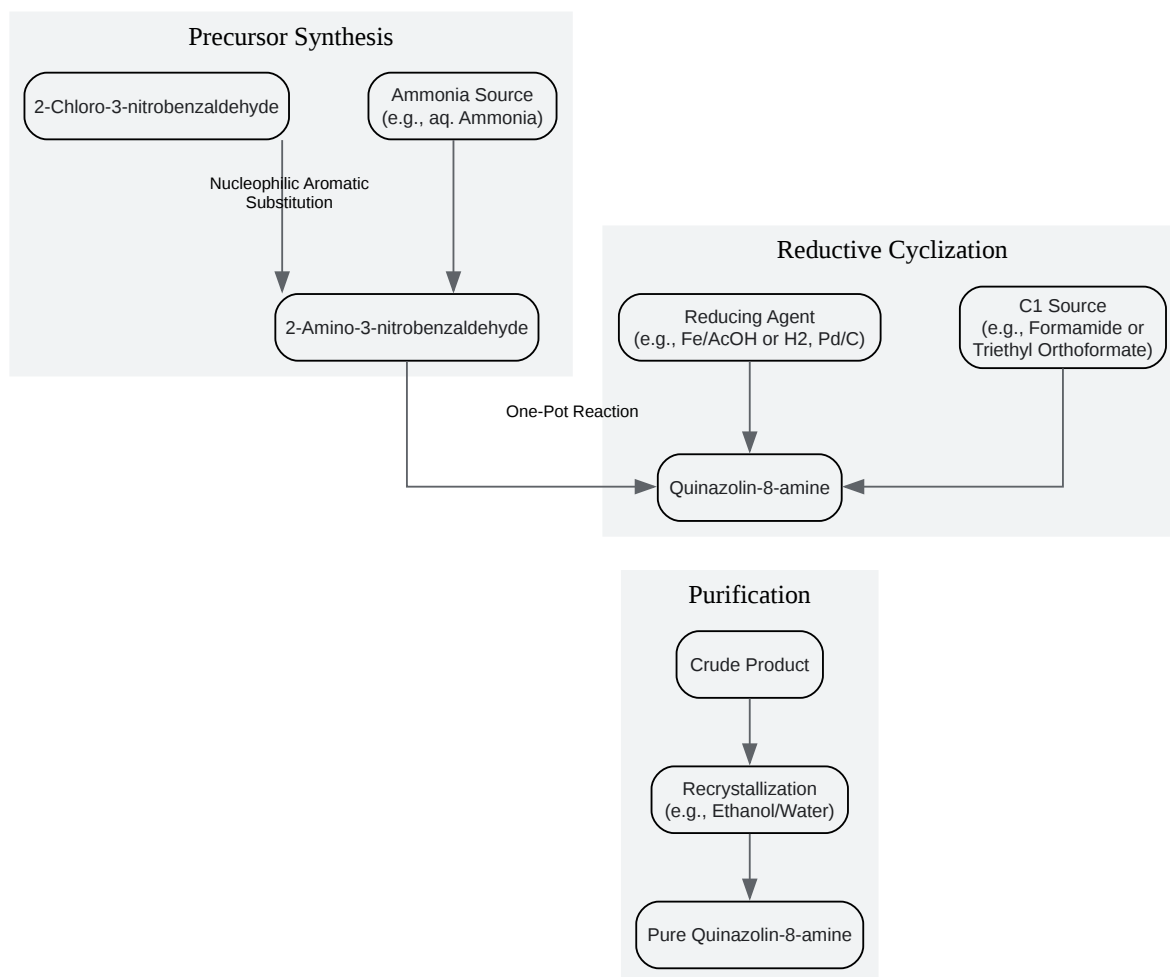 Precursor Synthesis
2-Chloro-3-nitrobenzaldehyde
Ammonia Source
(e.g., aq. Ammonia)
Nucleophilic Aromatic
Substitution
2-Amino-3-nitrobenzaldehyde
Reductive Cyclization
Reducing Agent
(e.g., Fe/AcOH or H2, Pd/C)
C1 Source
(e.g., Formamide or
Triethyl Orthoformate)
One-Pot Reaction
Quinazolin-8-amine
Purification
Crude Product
Recrystallization
(e.g., Ethanol/Water)
Pure Quinazolin-8-amine